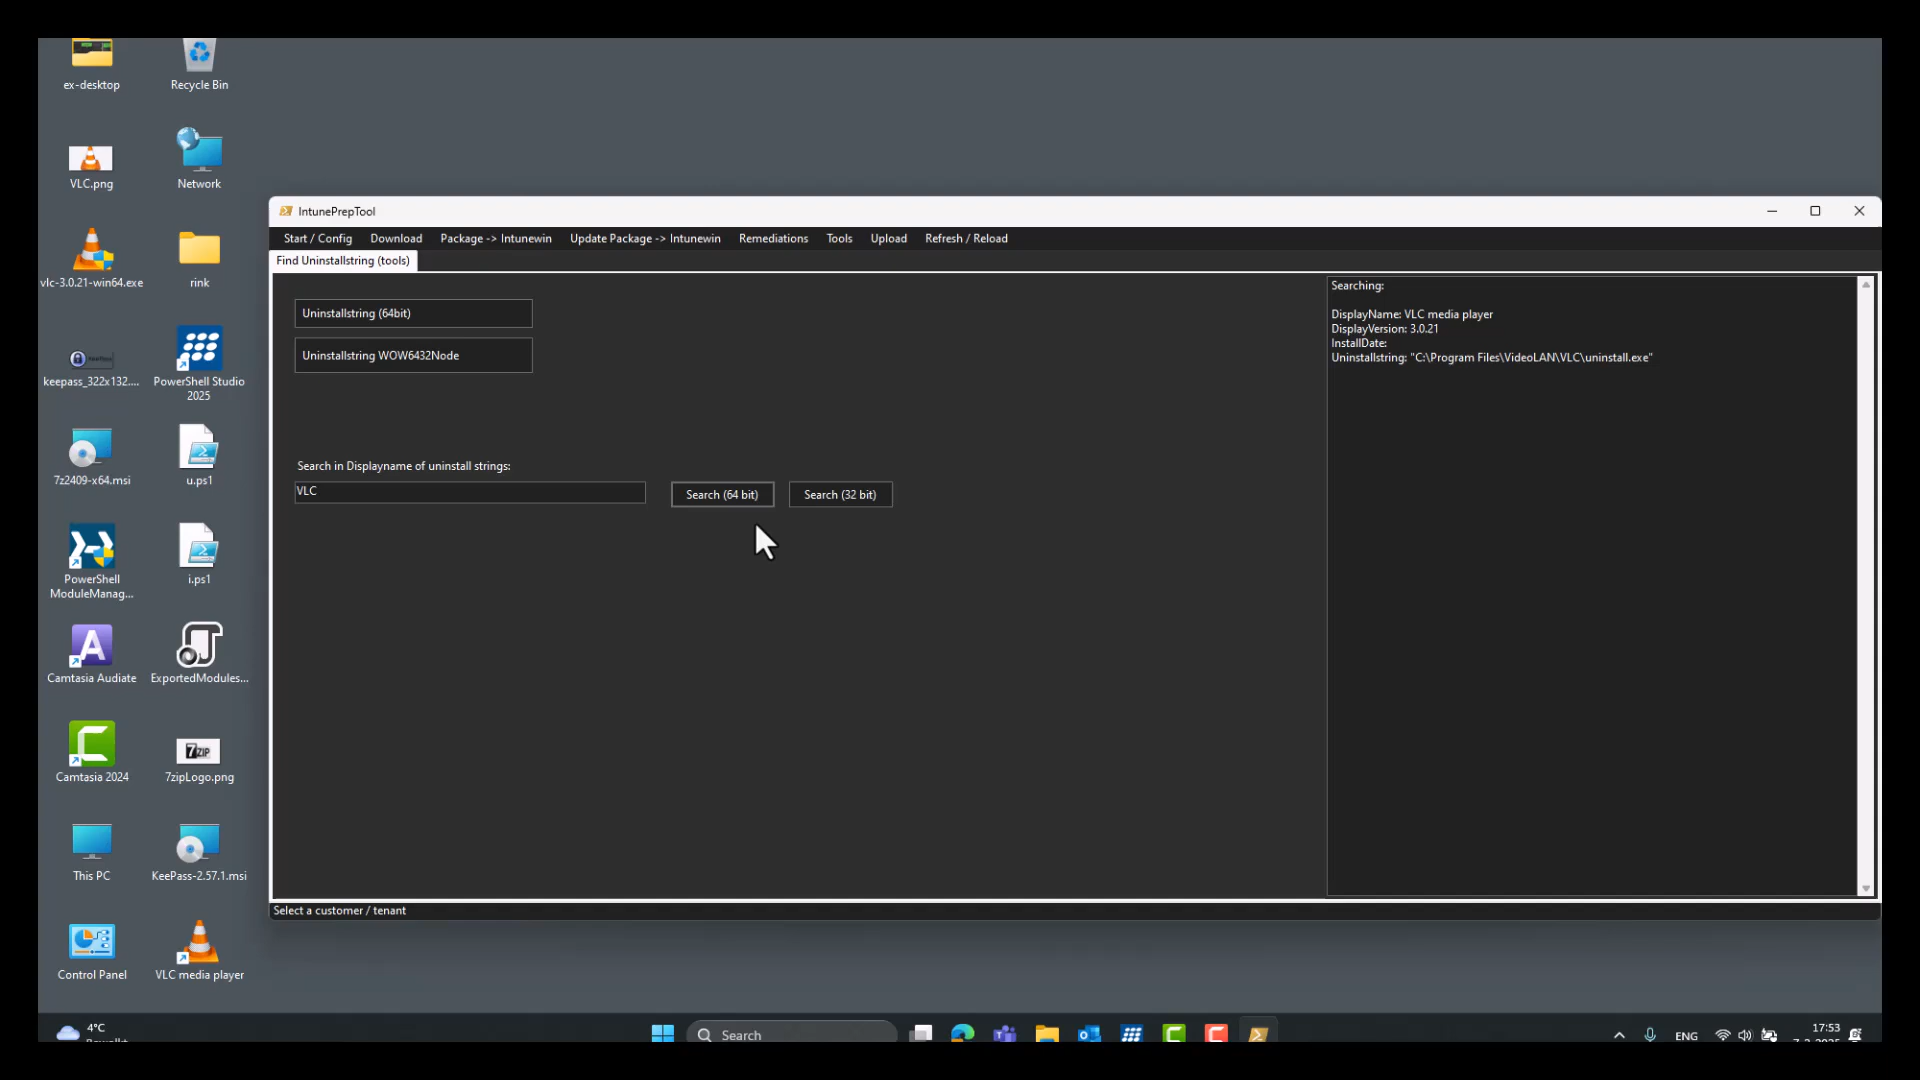 ex-desktop
Recycle Bin
VLC.png
Network
vlc-3.0.21-win64.exe
rink
keepass_322x132....
PowerShell Studio
2025
7z2409-x64.msi
u.ps1
PowerShell
ModuleManag...
i.ps1
Camtasia Audiate
ExportedModules...
Camtasia 2024
7ZIP
7zipLogo.png
This PC
KeePass-2.57.1.msi
Control Panel
VLC media player
IntunePrepTool
Start / Config Download Package -> Intunewin Update Package -> Intunewin Remediations Tools Upload Refresh / Reload
Find Uninstallstring (tools)
Uninstallstring (64bit)
Uninstallstring WOW6432Node
Search in Displayname of uninstall strings:
VLC
Search (64 bit)
Search (32 bit)
Searching:
DisplayName: VLC media player
DisplayVersion: 3.0.21
InstallDate:
Uninstallstring: "C:\Program Files\VideoLAN\VLC\uninstall.exe"
Select a customer / tenant
4°C
Search
ENG
17:53